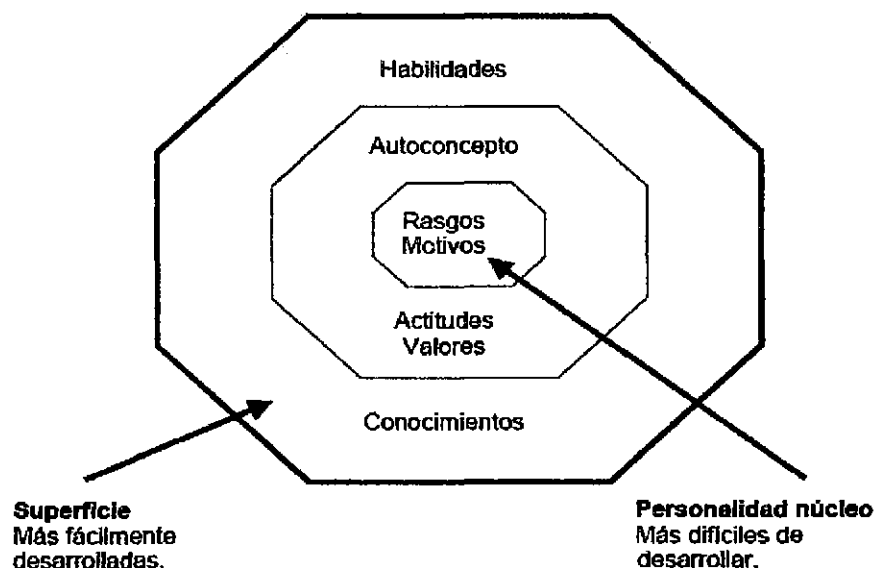 Habilidades
Autoconcepto
Rasgos
Motivos
Actitudes
Valores
Conocimientos
Superficie
Más fácilmente
desarrolladas.
Personalidad núcleo
Más difíciles de
desarrollar.